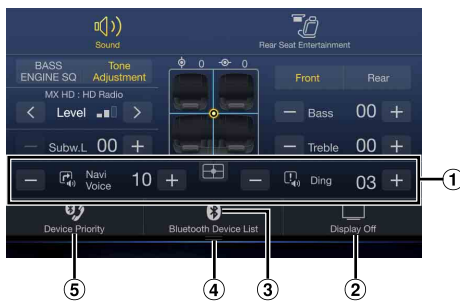 Sound
Rear Seat Entertainment
BASS
ENGINE SQ
Tone
Adjustment
0 0
Front Rear
MX HD : HD Radio
< Level >
− Bass 00 +
− Subw.L 00 +
− Treble 00 +
− Navi
Voice 10 +
− Ding 03 +
1
Device Priority
Bluetooth Device List
Display Off
5 4 3 2